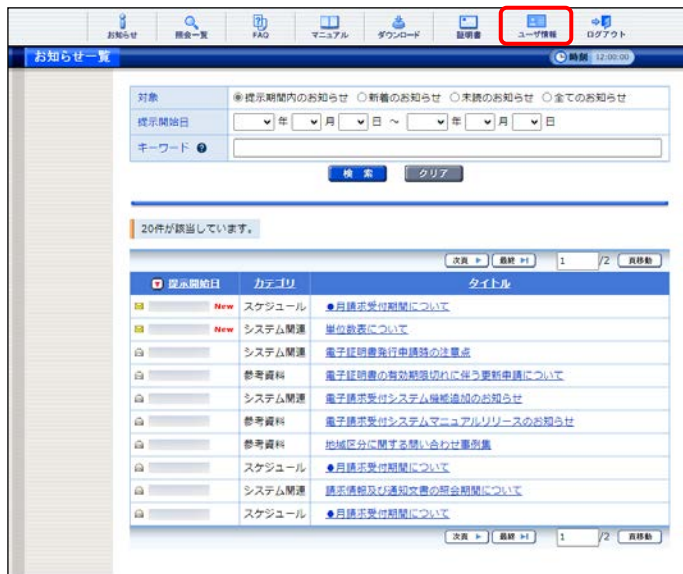 お知らせ 照会一覧 FAQ マニュアル ダウンロード 証明書 ユーザ情報 ログアウト
お知らせ一覧 時刻 12:00:00
対象 提示期間内のお知らせ 新着のお知らせ 未読のお知らせ 全てのお知らせ
提示開始日 年 月 日 ~ 年 月 日
キーワード ?
検 索 クリア
20件が該当しています。
次頁 最終 1 /2 頁移動
提示開始日 カテゴリ タイトル
New スケジュール ●月請求受付期間について
New システム関連 単位数表について
システム関連 電子証明書発行申請時の注意点
参考資料 電子証明書の有効期限切れに伴う更新申請について
システム関連 電子請求受付システム機能追加のお知らせ
参考資料 電子請求受付システムマニュアルリリースのお知らせ
参考資料 地域区分に関する問い合わせ事例集
スケジュール ●月請求受付期間について
システム関連 請求情報及び通知文書の照会期間について
スケジュール ●月請求受付期間について
次頁 最終 1 /2 頁移動